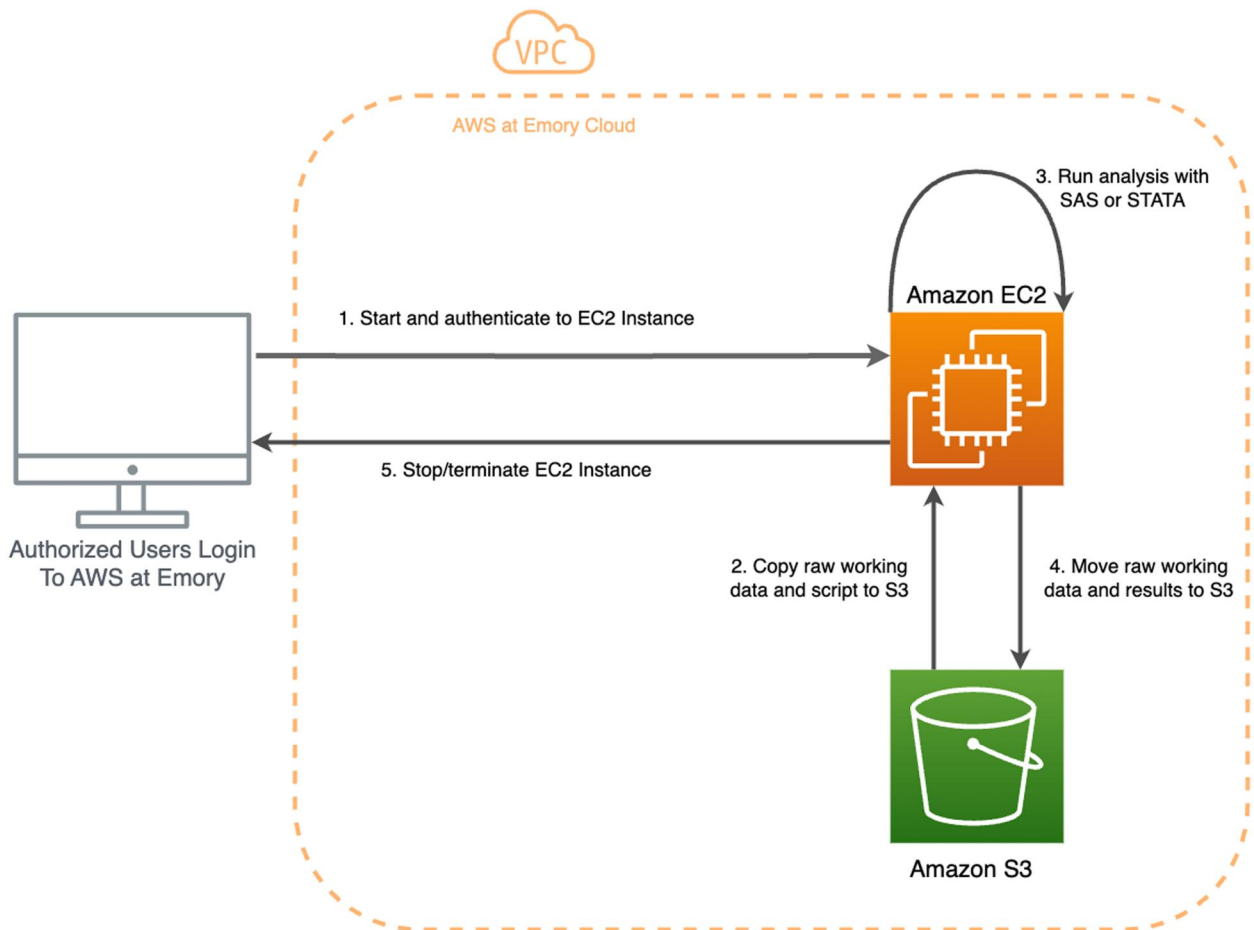 VPC
AWS at Emory Cloud
3. Run analysis with
SAS or STATA
Amazon EC2
1. Start and authenticate to EC2 Instance
5. Stop/terminate EC2 Instance
Authorized Users Login
To AWS at Emory
2. Copy raw working
data and script to S3
4. Move raw working
data and results to S3
Amazon S3